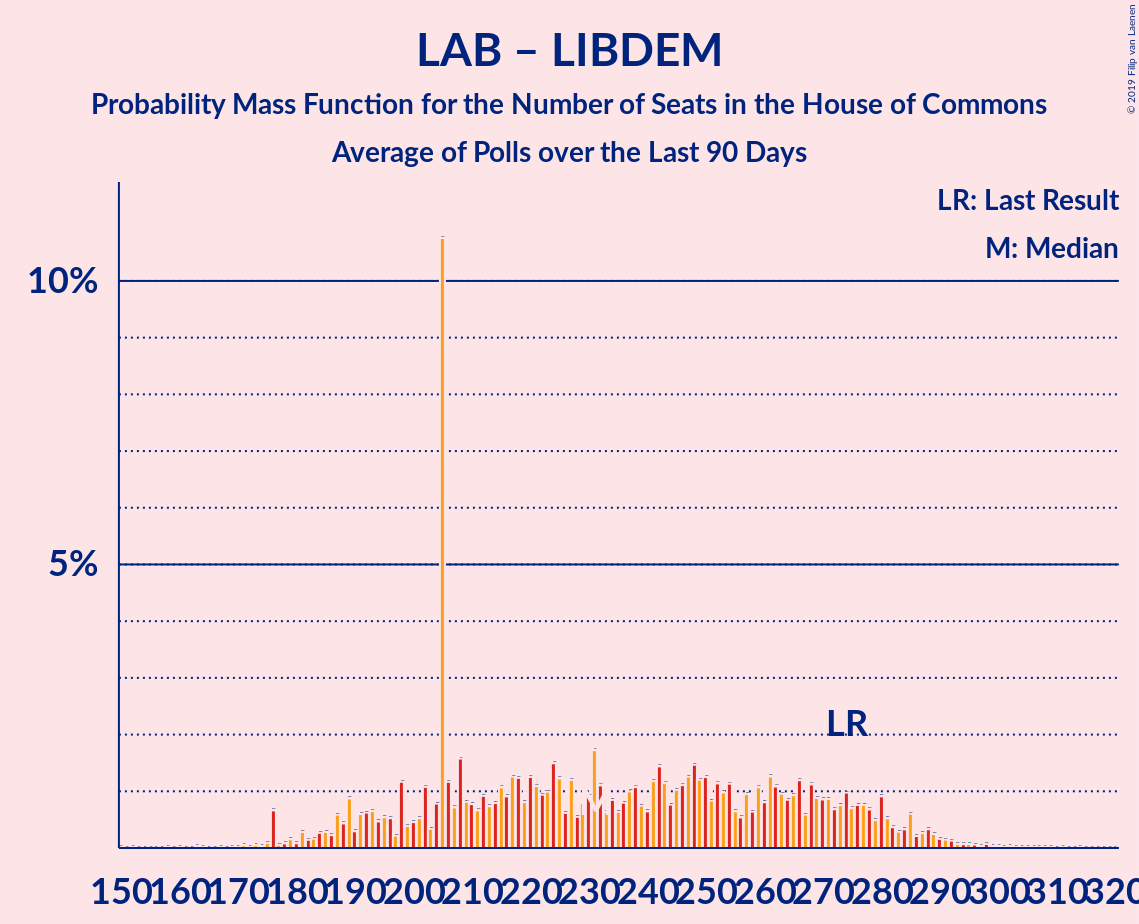 LAB – LIBDEM
Probability Mass Function for the Number of Seats in the House of Commons
Average of Polls over the Last 90 Days
© 2019 Filip van Laenen
LR: Last Result
M: Median
10%
5%
LR
M
150 160 170 180 190 200 210 220 230 240 250 260 270 280 290 300 310 320